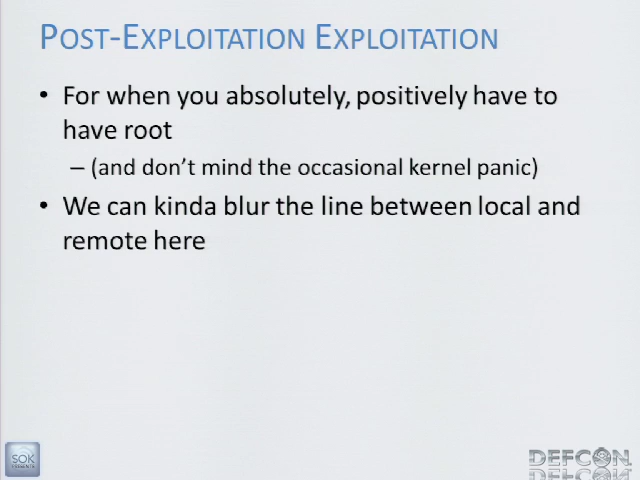 POST-EXPLOITATION EXPLOITATION
• For when you absolutely, positively have to
have root
– (and don't mind the occasional kernel panic)
• We can kinda blur the line between local and
remote here
SOK
DEFCON